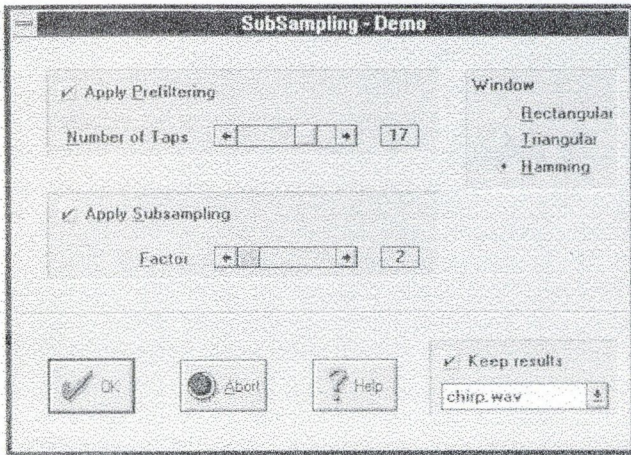 SubSampling - Demo
Apply Prefiltering
Number of Taps 17
Window
Rectangular
Triangular
Hamming
Apply Subsampling
Factor 2
OK
Abort
Help
Keep results
chirp.wav